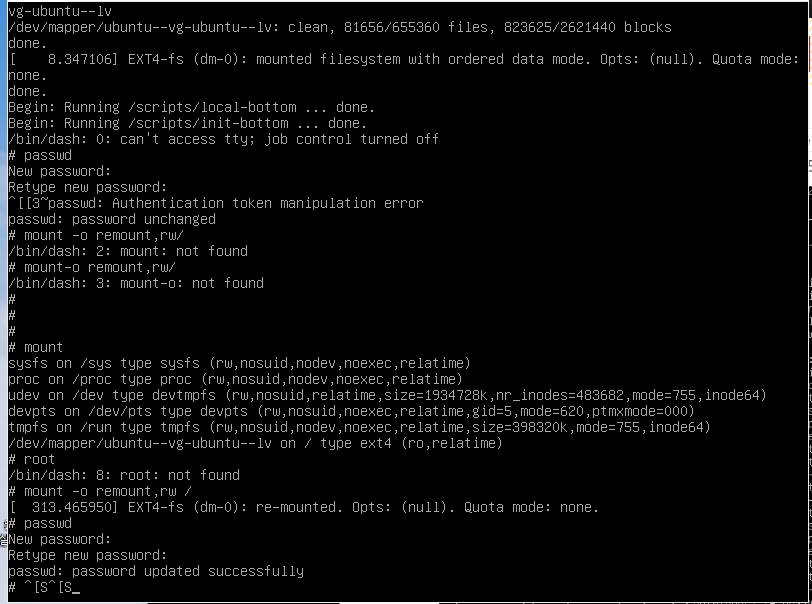 vg-ubuntu--lv
/dev/mapper/ubuntu--vg-ubuntu--lv: clean, 81656/655360 files, 823625/2621440 blocks
done.
[    8.347106] EXT4-fs (dm-0): mounted filesystem with ordered data mode. Opts: (null). Quota mode:
none.
done.
Begin: Running /scripts/local-bottom ... done.
Begin: Running /scripts/init-bottom ... done.
/bin/dash: 0: can't access tty; job control turned off
# passwd
New password:
Retype new password:
^[[3~passwd: Authentication token manipulation error
passwd: password unchanged
# mount -o remount,rw/
/bin/dash: 2: mount: not found
# mount-o remount,rw/
/bin/dash: 3: mount-o: not found
#
#
#
# mount
sysfs on /sys type sysfs (rw,nosuid,nodev,noexec,relatime)
proc on /proc type proc (rw,nosuid,nodev,noexec,relatime)
udev on /dev type devtmpfs (rw,nosuid,relatime,size=1934728k,nr_inodes=483682,mode=755,inode64)
devpts on /dev/pts type devpts (rw,nosuid,noexec,relatime,gid=5,mode=620,ptmxmode=000)
tmpfs on /run type tmpfs (rw,nosuid,nodev,noexec,relatime,size=398320k,mode=755,inode64)
/dev/mapper/ubuntu--vg-ubuntu--lv on / type ext4 (ro,relatime)
# root
/bin/dash: 8: root: not found
# mount -o remount,rw /
[  313.465950] EXT4-fs (dm-0): re-mounted. Opts: (null). Quota mode: none.
# passwd
New password:
Retype new password:
passwd: password updated successfully
# ^[S^[S_